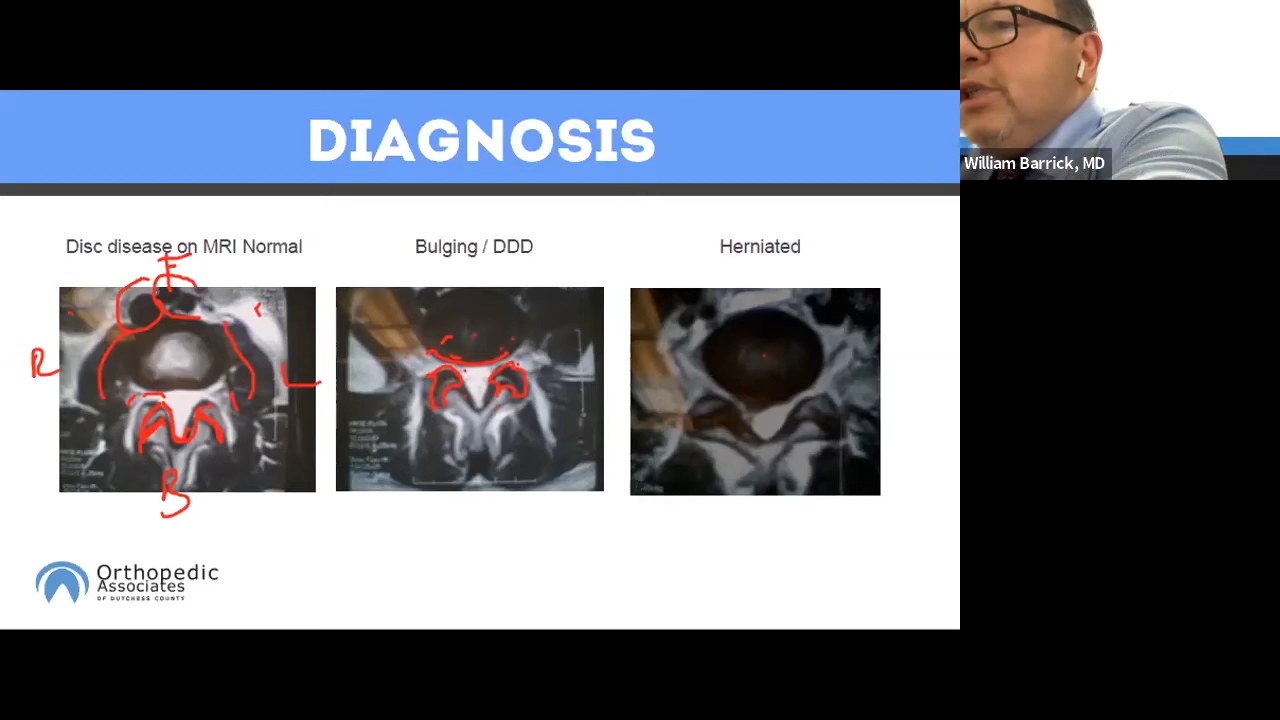 DIAGNOSIS
William Barrick, MD
Disc disease on MRI Normal
Bulging / DDD
Herniated
F
R
L
B
Orthopedic
Associates
OF DUTCHESS COUNTY